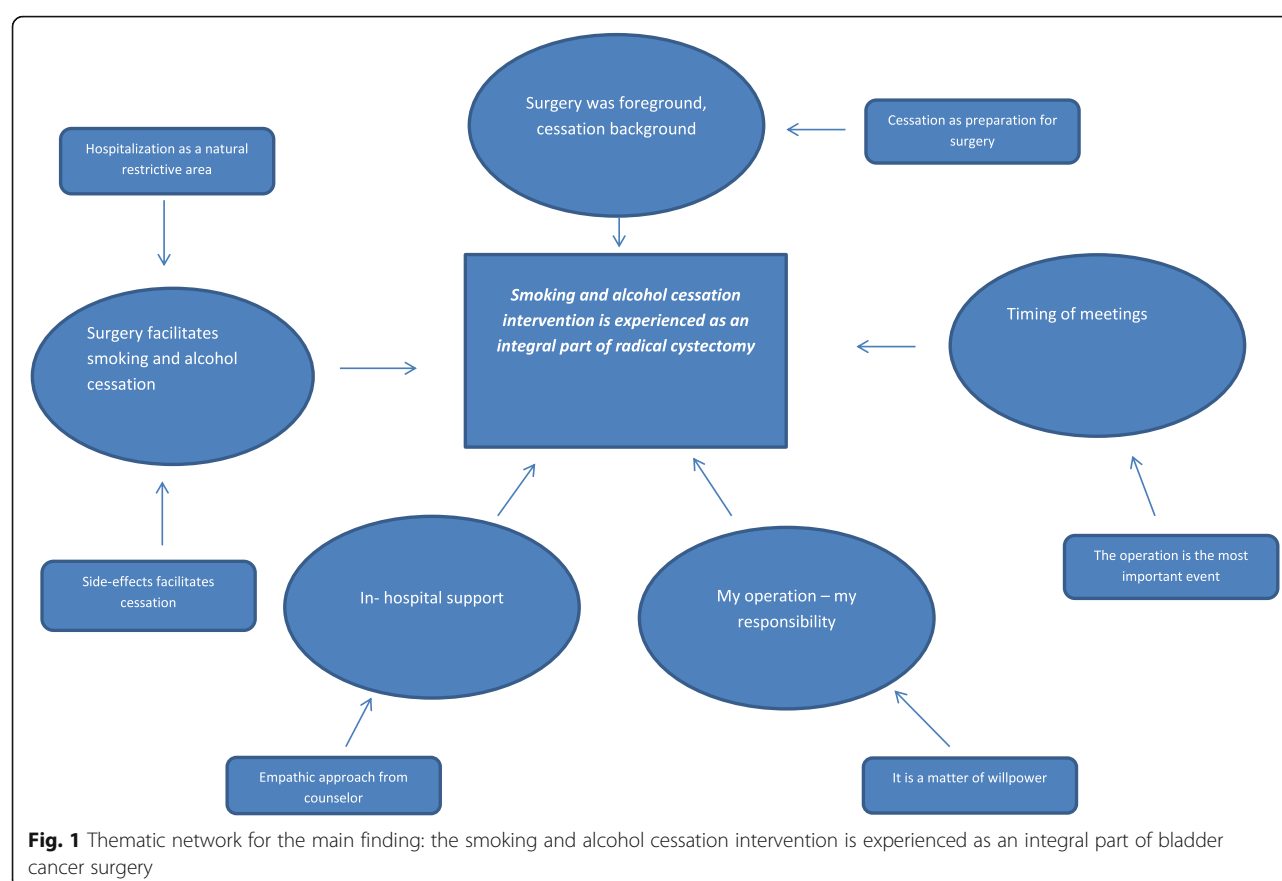 Surgery was foreground,
cessation background
Cessation as preparation for
surgery
Hospitalization as a natural
restrictive area
Smoking and alcohol cessation
intervention is experienced as an
integral part of radical cystectomy
Timing of meetings
Surgery facilitates
smoking and alcohol
cessation
The operation is the most
important event
Side-effects facilitates
cessation
In- hospital support
My operation – my
responsibility
Empathic approach from
counselor
It is a matter of willpower
Fig. 1 Thematic network for the main finding: the smoking and alcohol cessation intervention is experienced as an integral part of bladder
cancer surgery